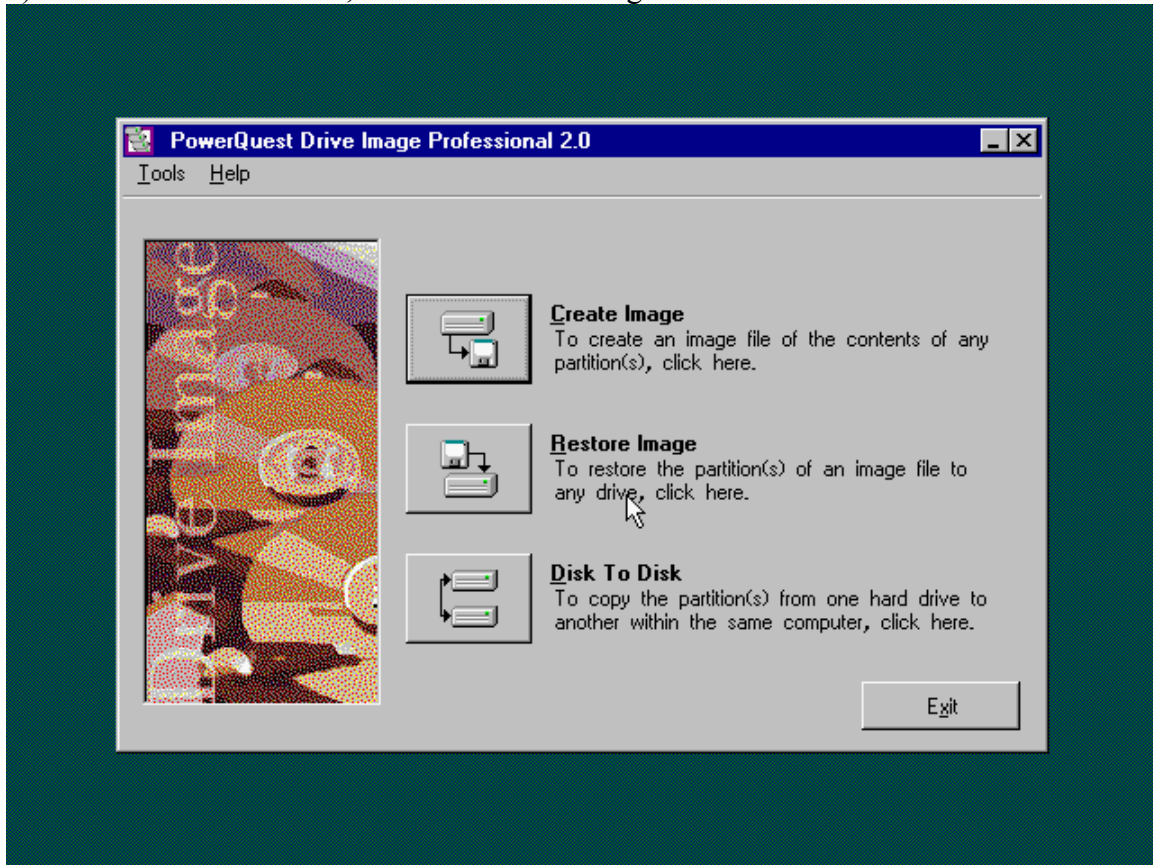 PowerQuest Drive Image Professional 2.0
Tools Help
Drive Image
Create Image
To create an image file of the contents of any
partition(s), click here.
Restore Image
To restore the partition(s) of an image file to
any drive, click here.
Disk To Disk
To copy the partition(s) from one hard drive to
another within the same computer, click here.
Exit